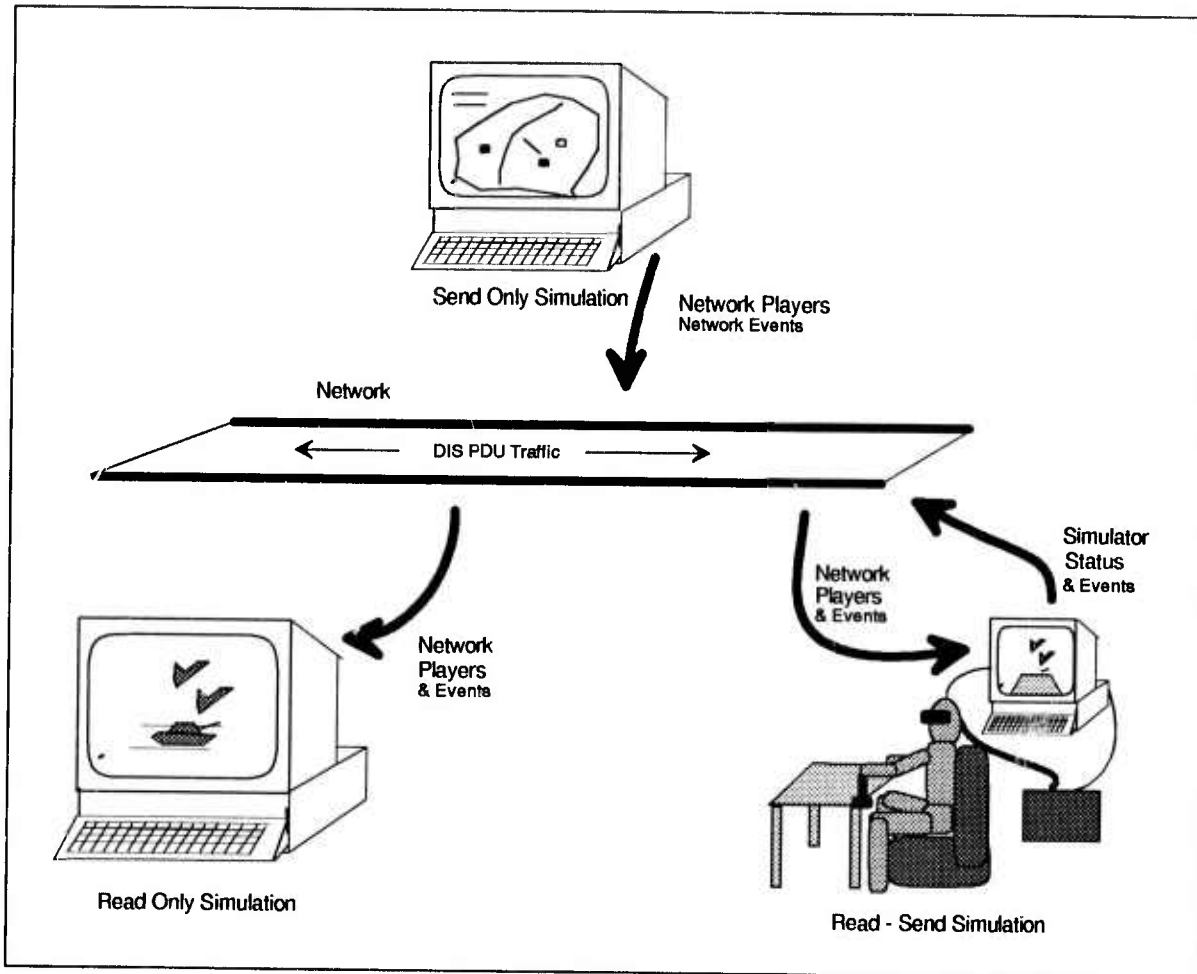 Send Only Simulation
Network Players
Network Events
Network
DIS PDU Traffic
Simulator
Status
& Events
Network
Players
& Events
Network
Players
& Events
Read Only Simulation
Read - Send Simulation